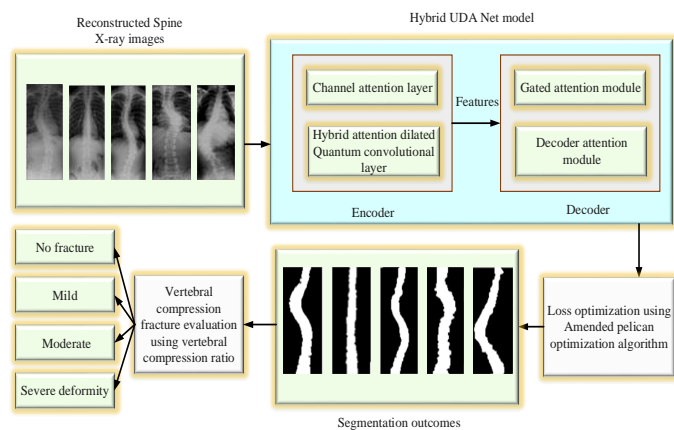 Reconstructed Spine
X-ray images
Hybrid UDA Net model
Channel attention layer
Hybrid attention dilated
Quantum convolutional
layer
Encoder
Features
Gated attention module
Decoder attention
module
Decoder
Loss optimization using
Amended pelican
optimization algorithm
Segmentation outcomes
Vertebral
compression
fracture evaluation
using vertebral
compression ratio
No fracture
Mild
Moderate
Severe deformity